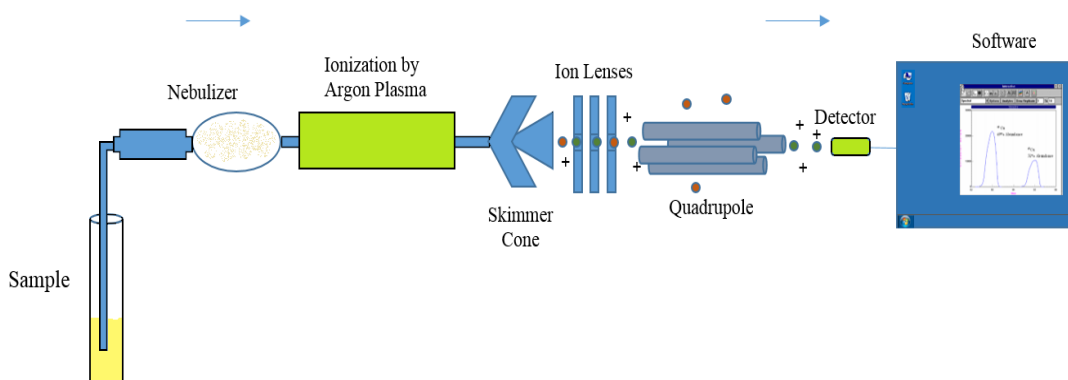 Software
Ionization by
Argon Plasma
Ion Lenses
Nebulizer
Detector
+
+
+
+
+
+
Quadrupole
Skimmer
Cone
Sample